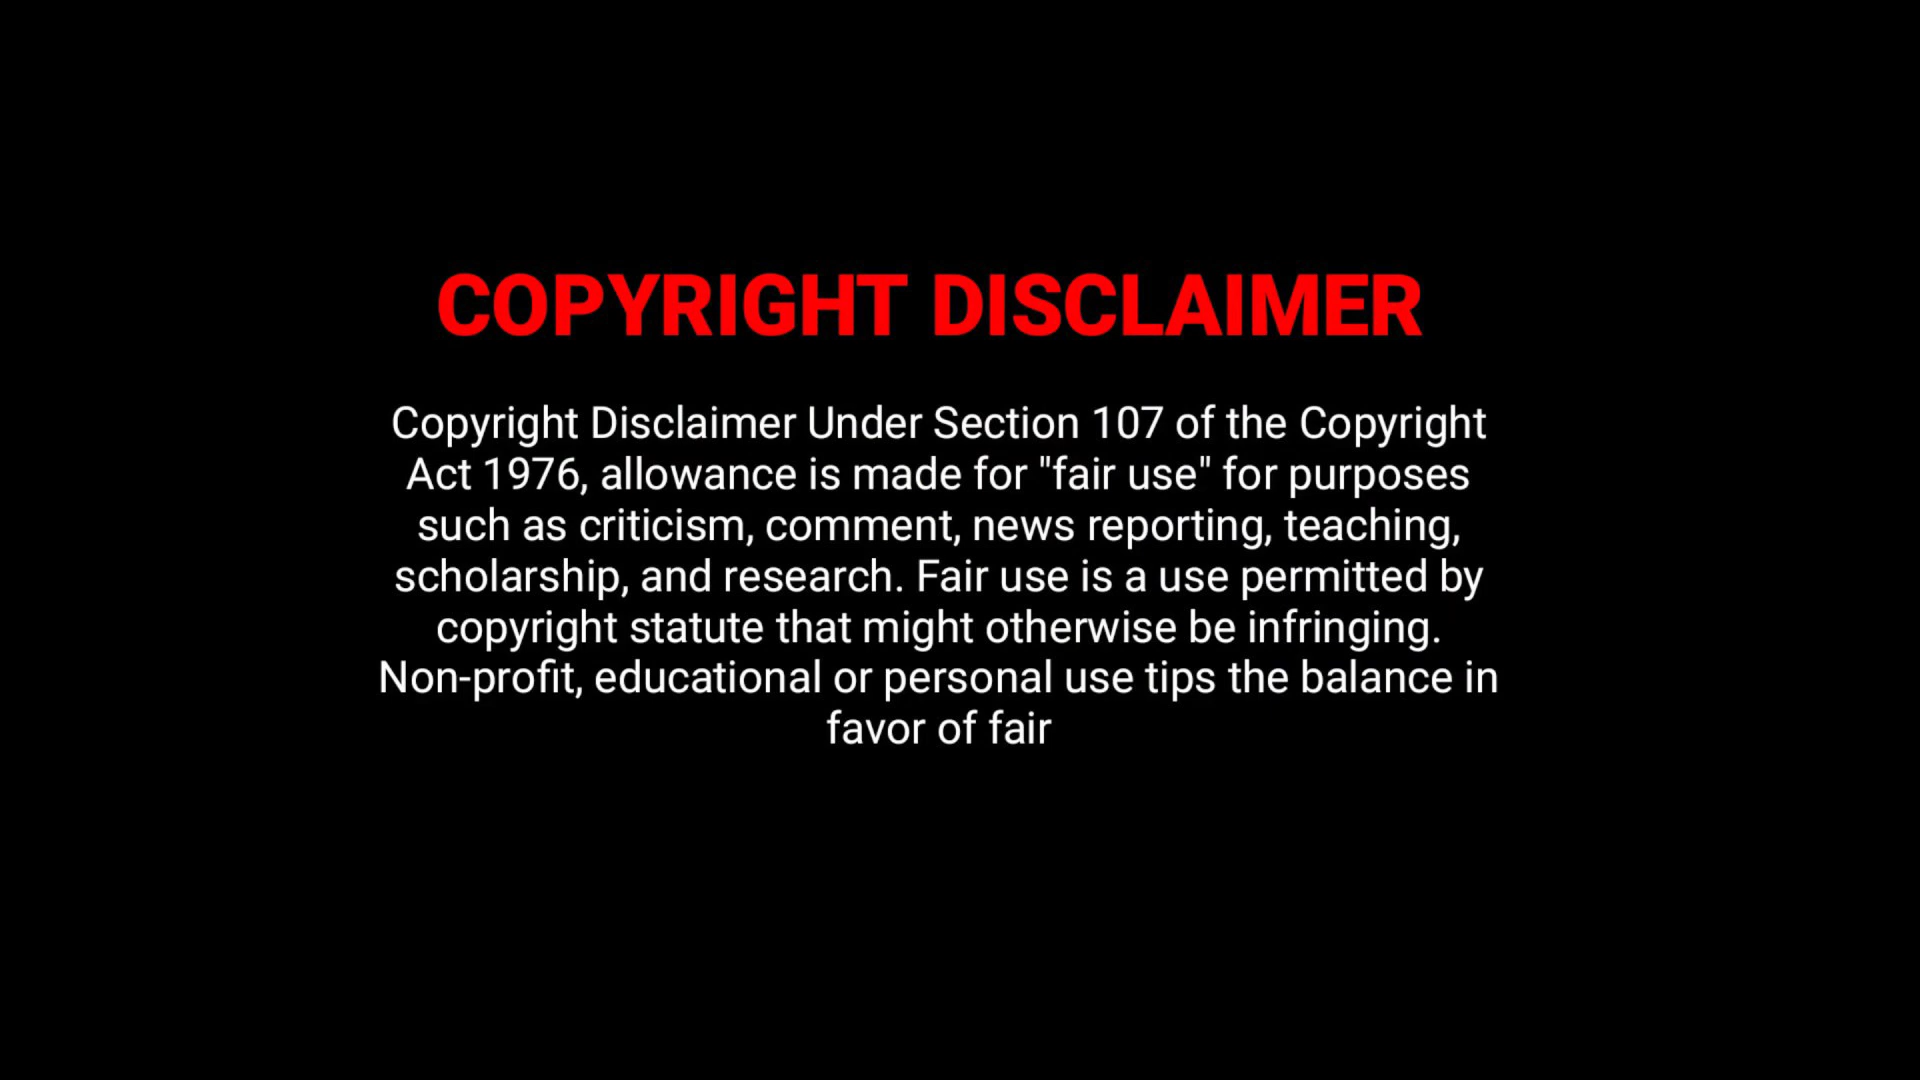 COPYRIGHT DISCLAIMER
Copyright Disclaimer Under Section 107 of the Copyright
Act 1976, allowance is made for "fair use" for purposes
such as criticism, comment, news reporting, teaching,
scholarship, and research. Fair use is a use permitted by
copyright statute that might otherwise be infringing.
Non-profit, educational or personal use tips the balance in
favor of fair